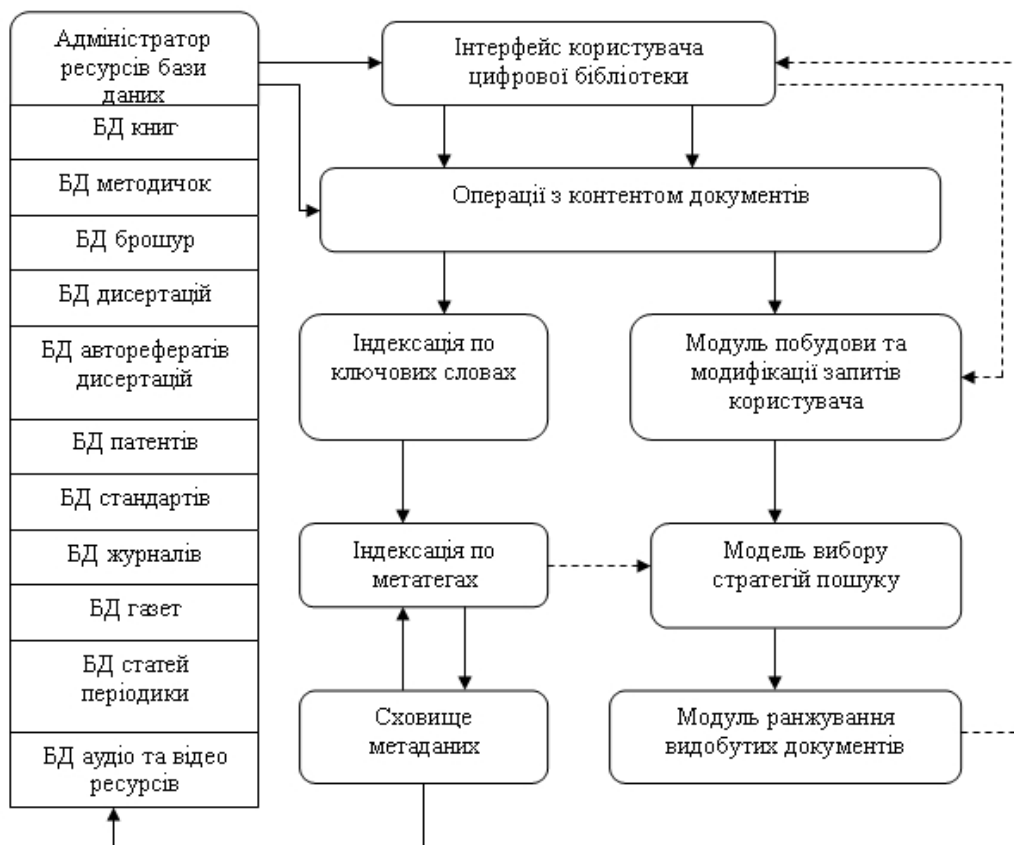 Адміністратор
ресурсів бази
даних
БД книг
БД методичок
БД брошур
БД дисертацій
БД авторефератів
дисертацій
БД патентів
БД стандартів
БД журналів
БД газет
БД статей
періодики
БД аудіо та відео
ресурсів
Інтерфейс користувача
цифрової бібліотеки
Операції з контентом документів
Індексація по
ключових словах
Модуль побудови та
модифікації запитів
користувача
Індексація по
метатегах
Модель вибору
стратегій пошуку
Сховище
метаданих
Модуль ранжування
видобутих документів